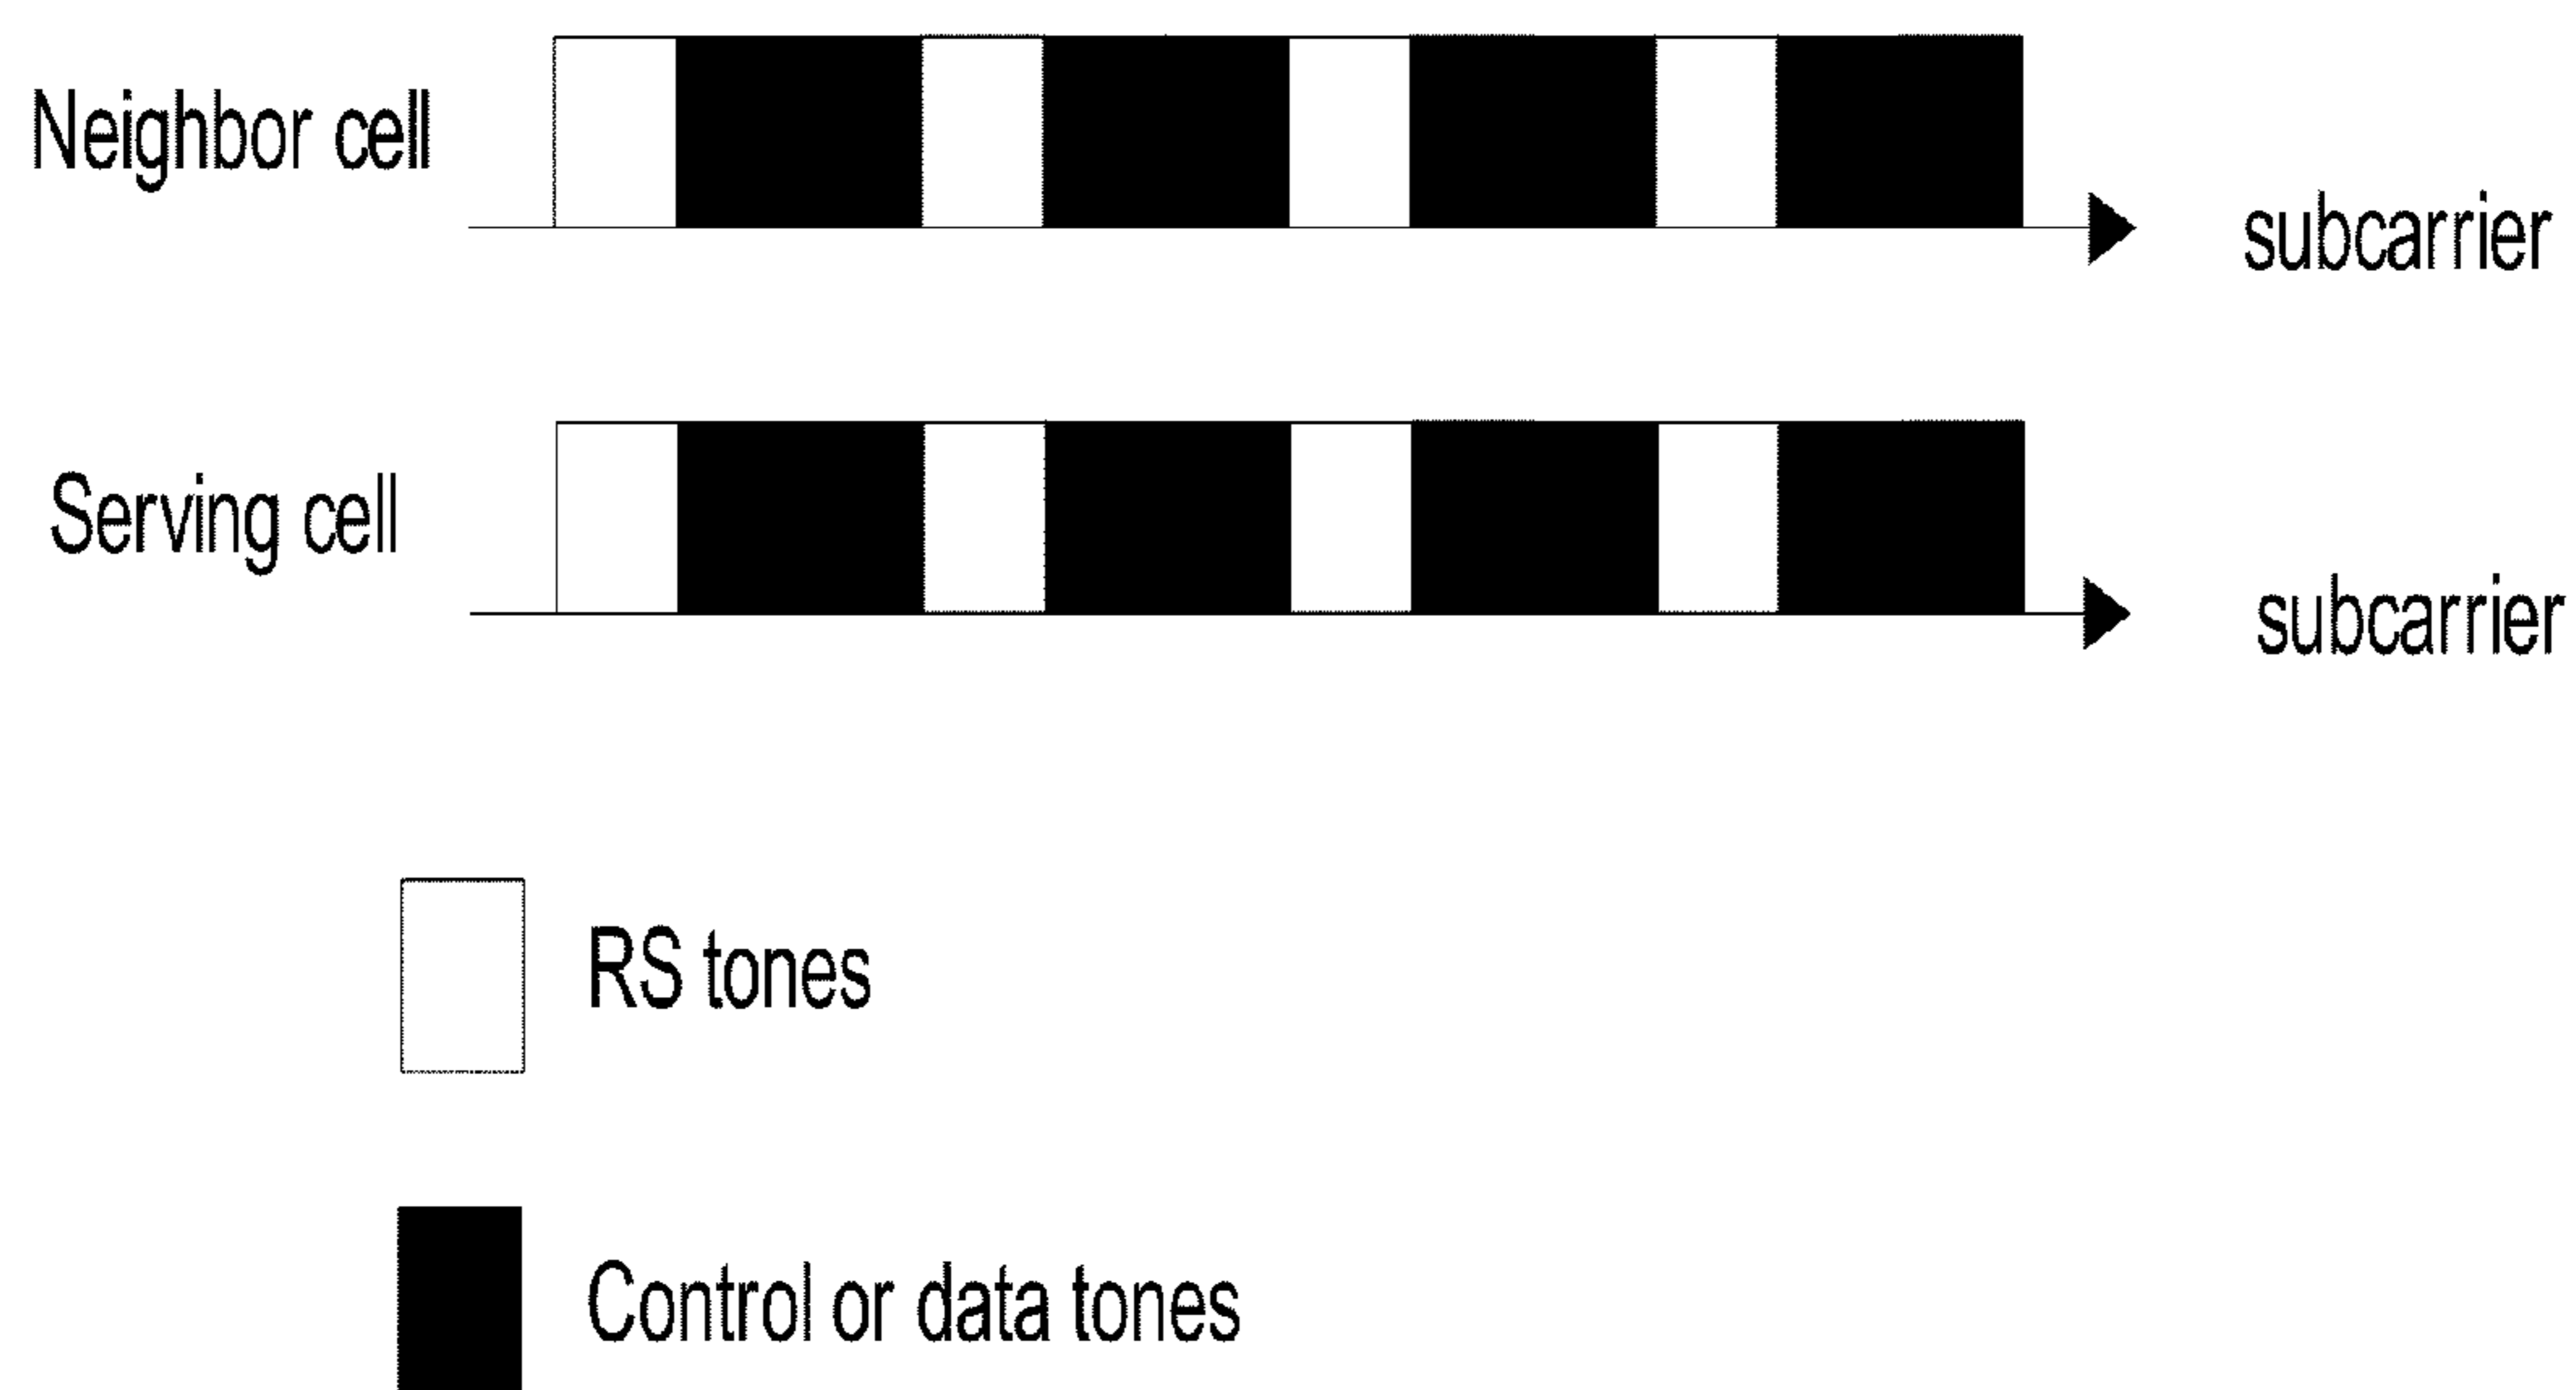 Neighbor cell
subcarrier
Serving cell
subcarrier
RS tones
Control or data tones